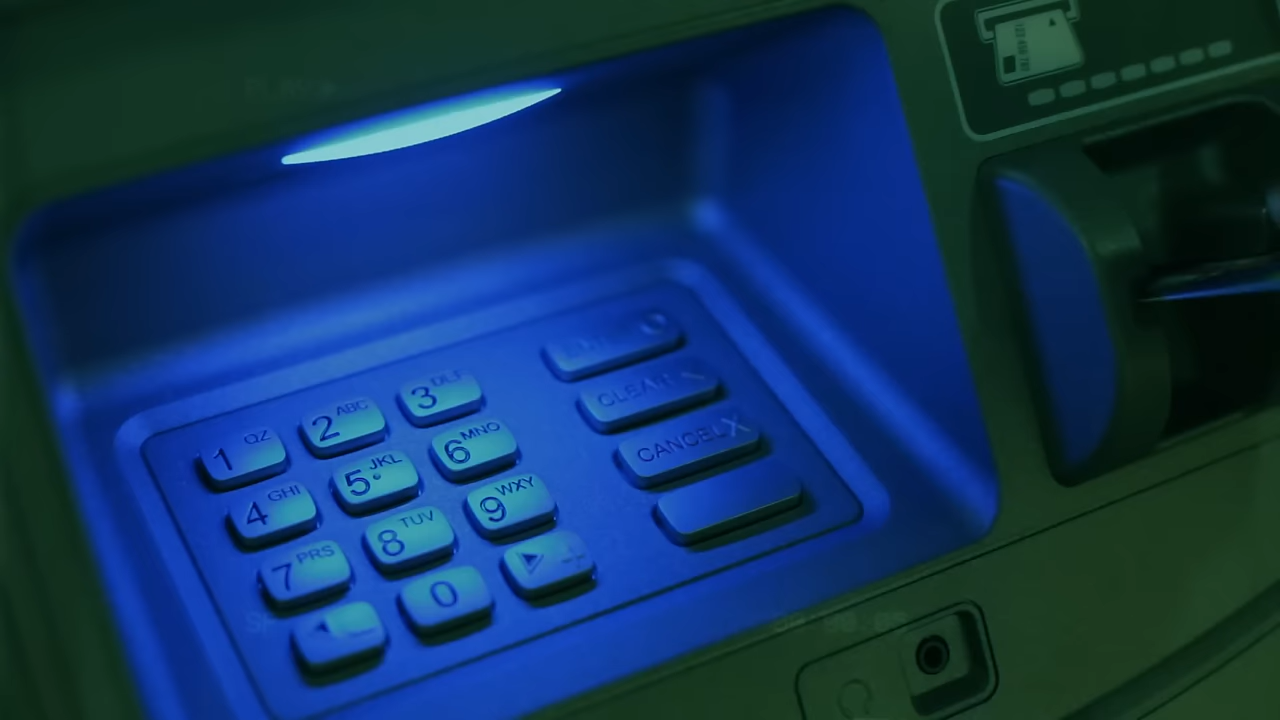 PLAY
1 QZ
2 ABC
3 DEF
4 GHI
5 JKL
6 MNO
7 PRS
8 TUV
9 WXY
0
CLEAR
CANCEL X